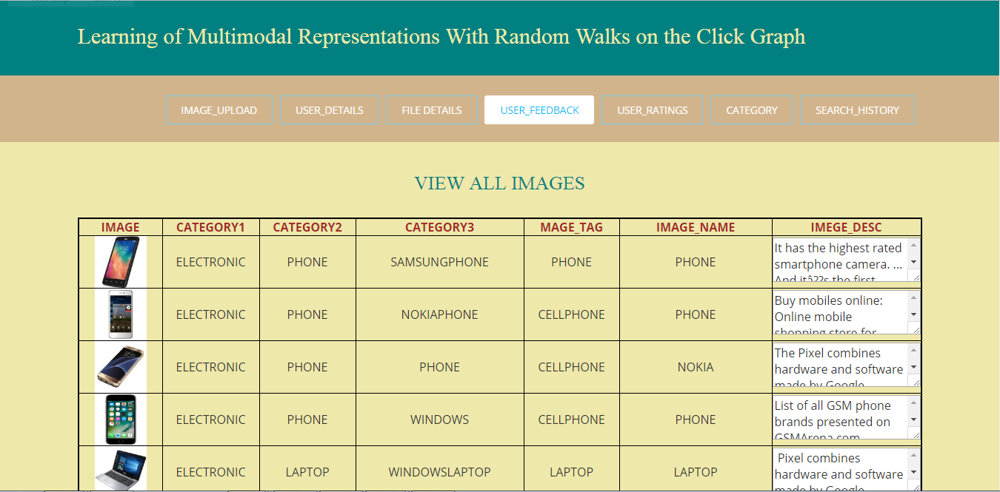 Learning of Multimodal Representations With Random Walks on the Click Graph
IMAGE_UPLOAD USER_DETAILS FILE DETAILS USER_FEEDBACK USER_RATINGS CATEGORY SEARCH_HISTORY
VIEW ALL IMAGES
IMAGE CATEGORY1 CATEGORY2 CATEGORY3 MAGE_TAG IMAGE_NAME IMEGE_DESC
ELECTRONIC PHONE SAMSUNGPHONE PHONE PHONE
It has the highest rated
smartphone camera. ...
And itâ??s the first
ELECTRONIC PHONE NOKIAPHONE CELLPHONE PHONE
Buy mobiles online:
Online mobile
shopping store for
ELECTRONIC PHONE PHONE CELLPHONE NOKIA
The Pixel combines
hardware and software
made by Google
ELECTRONIC PHONE WINDOWS CELLPHONE PHONE
List of all GSM phone
brands presented on
GSMArena.com
ELECTRONIC LAPTOP WINDOWSLAPTOP LAPTOP LAPTOP
Pixel combines
hardware and software
made by Google